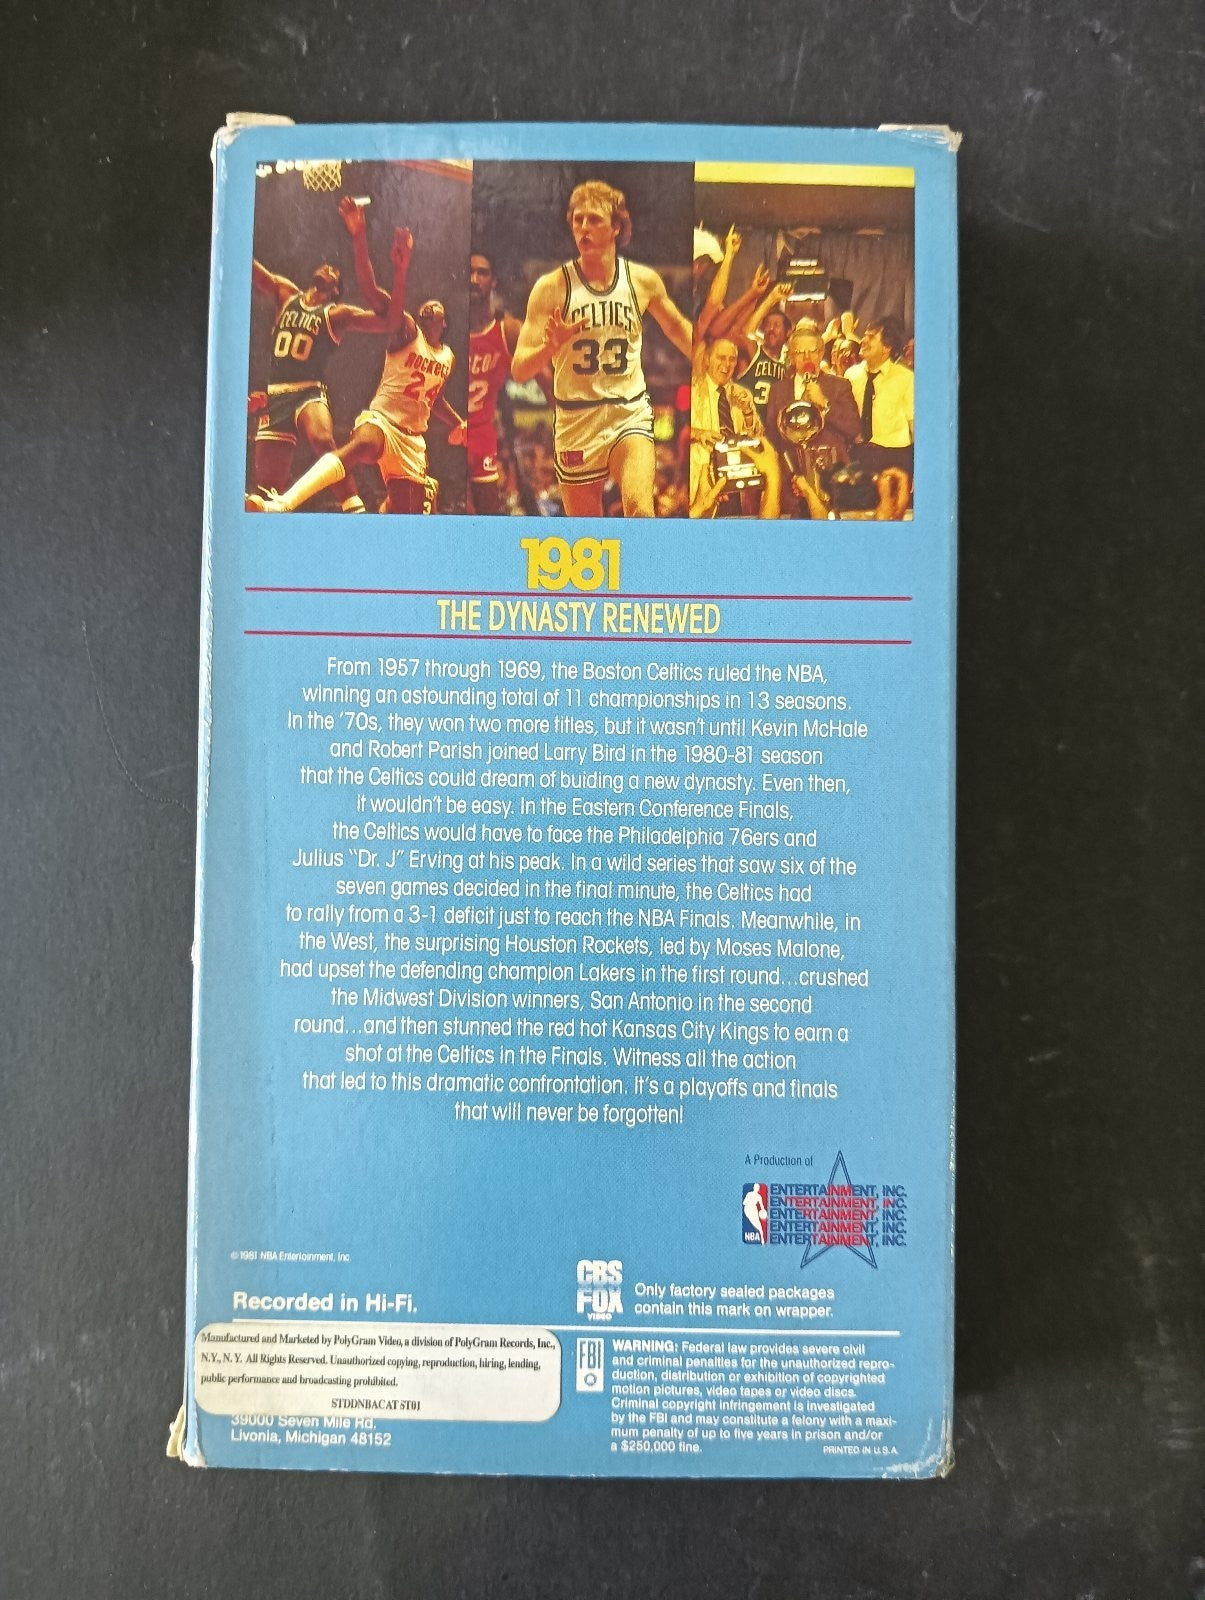 CELTICS
00
ROCKETS
24
CELTICS
33
CELTI
3
1981
THE DYNASTY RENEWED
From 1957 through 1969, the Boston Celtics ruled the NBA,
winning an astounding total of 11 championships in 13 seasons.
In the '70s, they won two more titles, but it wasn't until Kevin McHale
and Robert Parish joined Larry Bird in the 1980-81 season
that the Celtics could dream of buiding a new dynasty. Even then,
it wouldn't be easy. In the Eastern Conference Finals,
the Celtics would have to face the Philadelphia 76ers and
Julius "Dr. J" Erving at his peak. In a wild series that saw six of the
seven games decided in the final minute, the Celtics had
to rally from a 3-1 deficit just to reach the NBA Finals. Meanwhile, in
the West, the surprising Houston Rockets, led by Moses Malone,
had upset the defending champion Lakers in the first round...crushed
the Midwest Division winners, San Antonio in the second
round...and then stunned the red hot Kansas City Kings to earn a
shot at the Celtics in the Finals. Witness all the action
that led to this dramatic confrontation. It's a playoffs and finals
that will never be forgotten!
A Production of
ENTERTAINMENT, INC.
ENTERTAINMENT, INC.
ENTERTAINMENT, INC.
ENTERTAINMENT, INC.
NBA ENTERTAINMENT, INC.
© 1981 NBA Entertainment, Inc.
Recorded in Hi-Fi.
CBS
FOX
VIDEO
Only factory sealed packages
contain this mark on wrapper.
Manufactured and Marketed by PolyGram Video, a division of PolyGram Records, Inc.,
N.Y., N. Y. All Rights Reserved. Unauthorized copying, reproduction, hiring, lending,
public performance and broadcasting prohibited.
STDDNBACAT ST01
39000 Seven Mile Rd.
Livonia, Michigan 48152
FBI
WARNING: Federal law provides severe civil
and criminal penalties for the unauthorized repro-
duction, distribution or exhibition of copyrighted
motion pictures, video tapes or video discs.
Criminal copyright infringement is investigated
by the FBI and may constitute a felony with a maxi-
mum penalty of up to five years in prison and/or
a $250,000 fine.
PRINTED IN U.S.A.